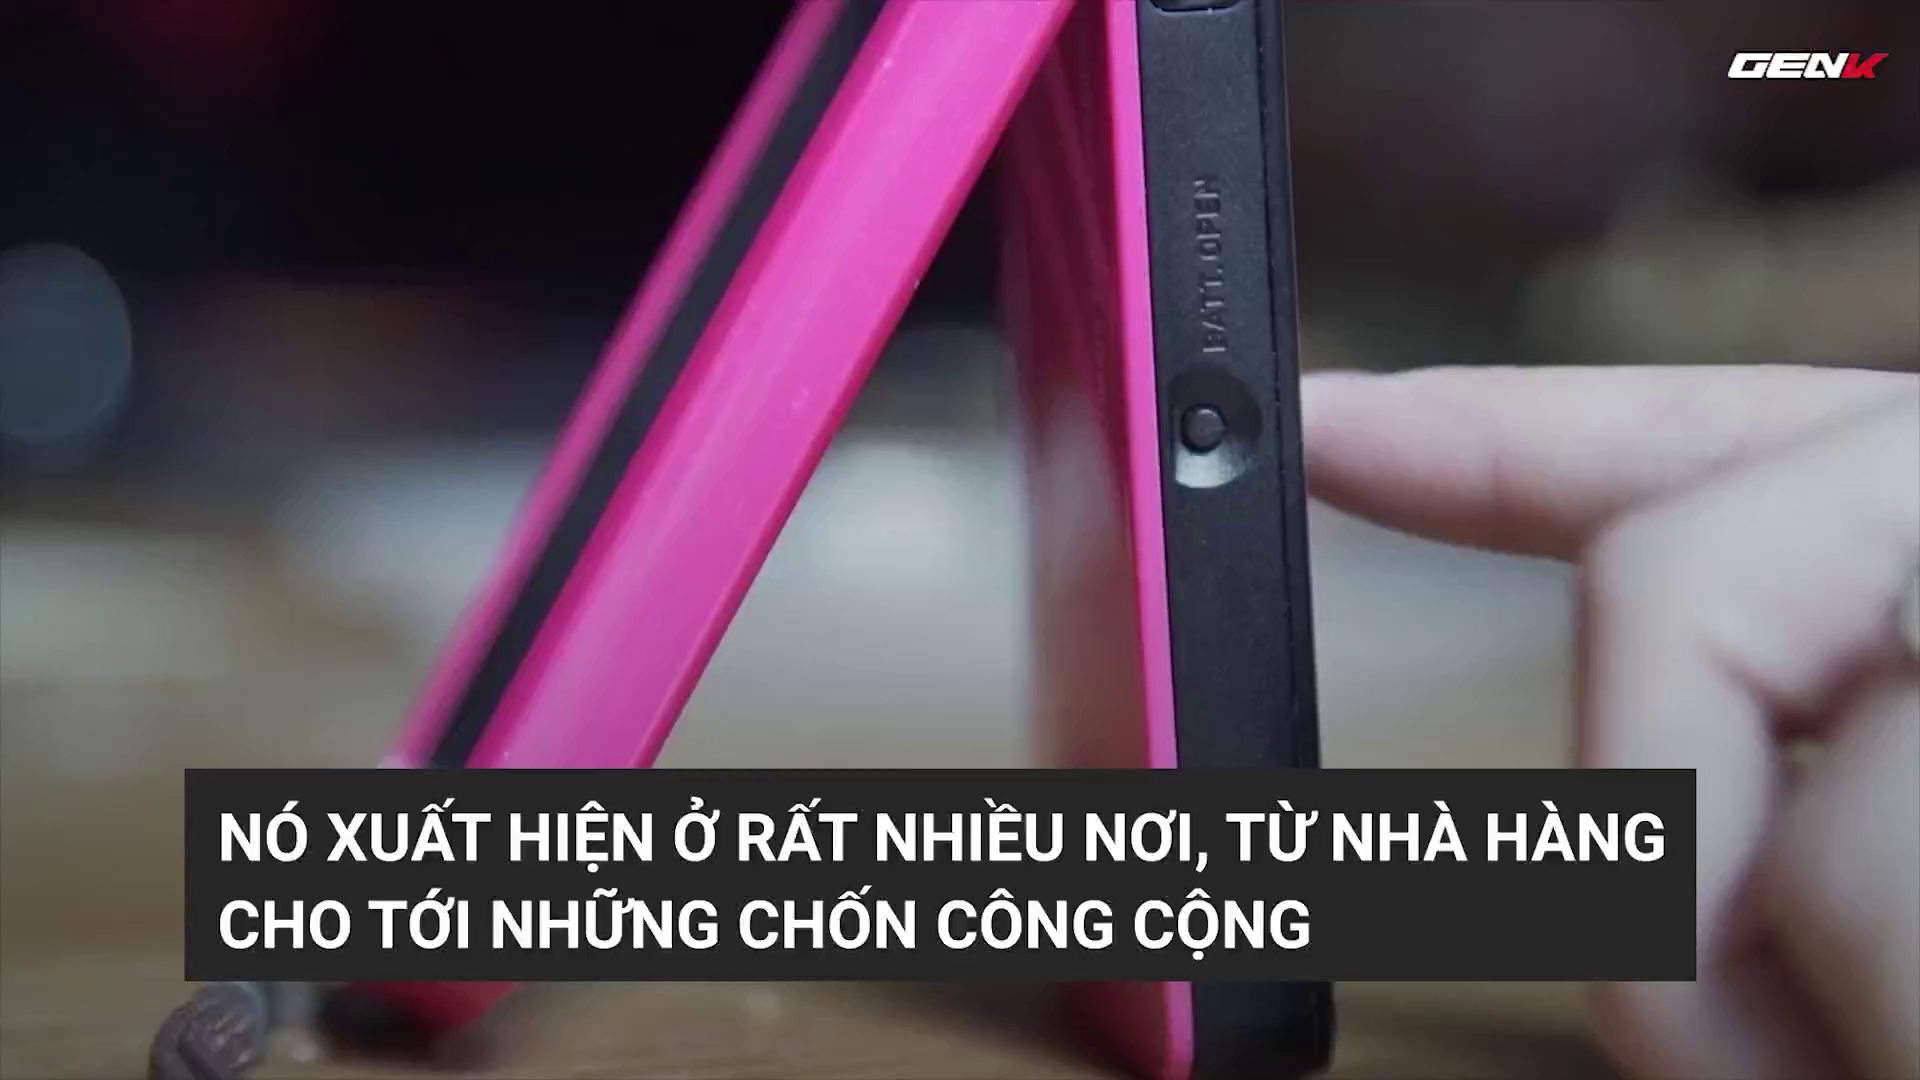 GENK
BATT. OPEN
NÓ XUẤT HIỆN Ở RẤT NHIỀU NƠI, TỪ NHÀ HÀNG
CHO TỚI NHỮNG CHỐN CÔNG CỘNG